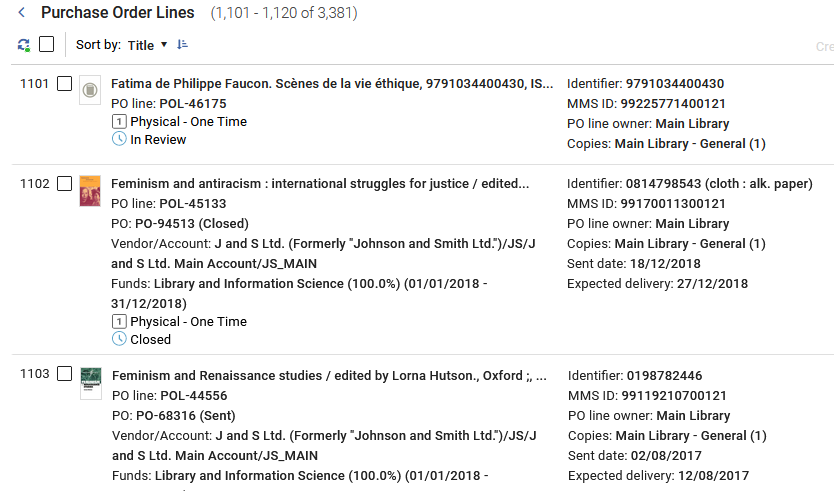 Purchase Order Lines (1,101 - 1,120 of 3,381)
Sort by: Title
Cre
1101
Fatima de Philippe Faucon. Scènes de la vie éthique, 9791034400430, IS...
PO line: POL-46175
1 Physical - One Time
In Review
Identifier: 9791034400430
MMS ID: 99225771400121
PO line owner: Main Library
Copies: Main Library - General (1)
1102
Feminism and antiracism : international struggles for justice / edited...
PO line: POL-45133
PO: PO-94513 (Closed)
Vendor/Account: J and S Ltd. (Formerly "Johnson and Smith Ltd.")/JS/J
and S Ltd. Main Account/JS_MAIN
Funds: Library and Information Science (100.0%) (01/01/2018 -
31/12/2018)
1 Physical - One Time
Closed
Identifier: 0814798543 (cloth : alk. paper)
MMS ID: 99170011300121
PO line owner: Main Library
Copies: Main Library - General (1)
Sent date: 18/12/2018
Expected delivery: 27/12/2018
1103
Feminism and Renaissance studies / edited by Lorna Hutson., Oxford ;, ...
PO line: POL-44556
PO: PO-68316 (Sent)
Vendor/Account: J and S Ltd. (Formerly "Johnson and Smith Ltd.")/JS/J
and S Ltd. Main Account/JS_MAIN
Funds: Library and Information Science (100.0%) (01/01/2018 -
Identifier: 0198782446
MMS ID: 99119210700121
PO line owner: Main Library
Copies: Main Library - General (1)
Sent date: 02/08/2017
Expected delivery: 12/08/2017